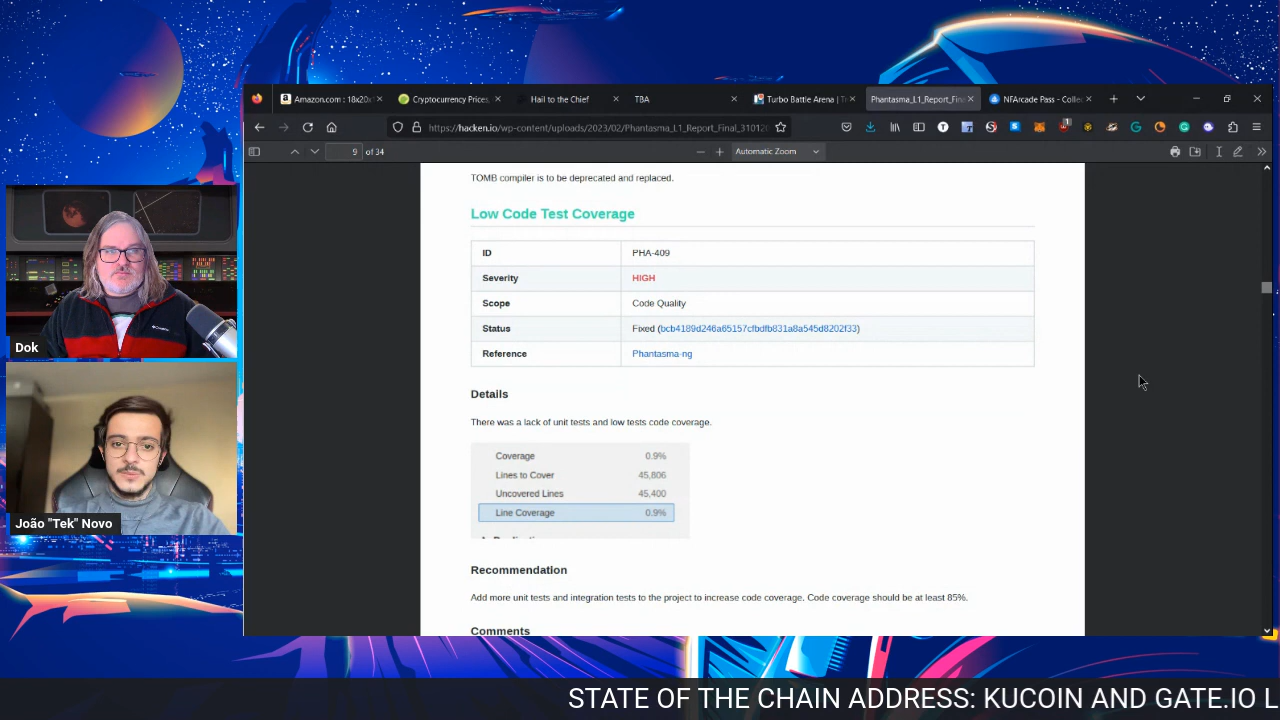 Amazon.com : 18x20x
Cryptocurrency Prices,
Hail to the Chief
TBA
Turbo Battle Arena | T
Phantasma_L1_Report_Fina
NFArcade Pass - Collec
https://hacken.io/wp-content/uploads/2023/02/Phantasma_L1_Report_Final_31012
9 of 34
Automatic Zoom
TOMB compiler is to be deprecated and replaced.
Low Code Test Coverage
ID PHA-409
Severity HIGH
Scope Code Quality
Status Fixed (bcb4189d246a65157cfbdfb831a8a545d8202f33)
Reference Phantasma-ng
Details
There was a lack of unit tests and low tests code coverage.
Coverage 0.9%
Lines to Cover 45,806
Uncovered Lines 45,400
Line Coverage 0.9%
Recommendation
Add more unit tests and integration tests to the project to increase code coverage. Code coverage should be at least 85%.
Comments
Dok
João "Tek" Novo
STATE OF THE CHAIN ADDRESS: KUCOIN AND GATE.IO L